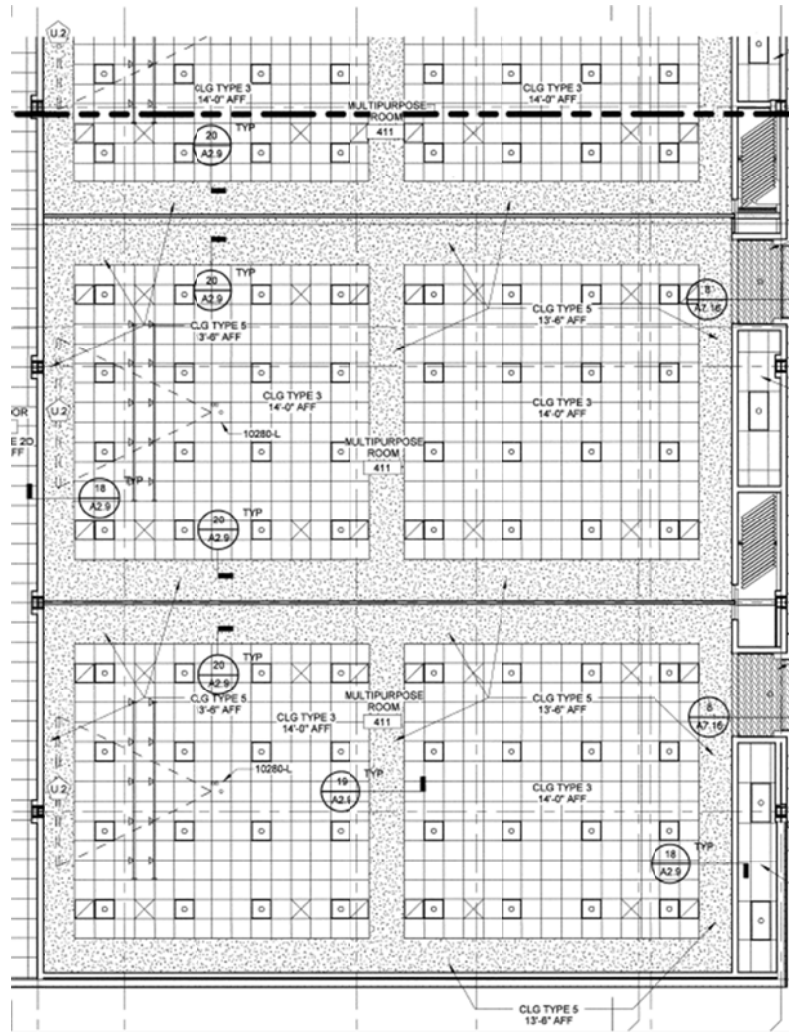 U.2
CLG TYPE 3
14'-0" AFF
CLG TYPE 3
14'-0" AFF
MULTIPURPOSE
ROOM
411
TYP
20
A2.9
20
A2.9
TYP
8
A7.16
CLG TYPE 5
3'-6" AFF
CLG TYPE 5
13'-6" AFF
CLG TYPE 3
14'-0" AFF
CLG TYPE 3
14'-0" AFF
U.2
OR
E 20
FF
10280-L
MULTIPURPOSE
ROOM
411
18
A2.9
TYP
20
A2.9
TYP
20
A2.9
TYP
CLG TYPE 5
3'-6" AFF
MULTIPURPOSE
ROOM
411
CLG TYPE 5
13'-6" AFF
8
A7.16
CLG TYPE 3
14'-0" AFF
10280-L
U.2
19
A2.1
TYP
CLG TYPE 3
14'-0" AFF
18
A2.9
TYP
CLG TYPE 5
13'-6" AFF